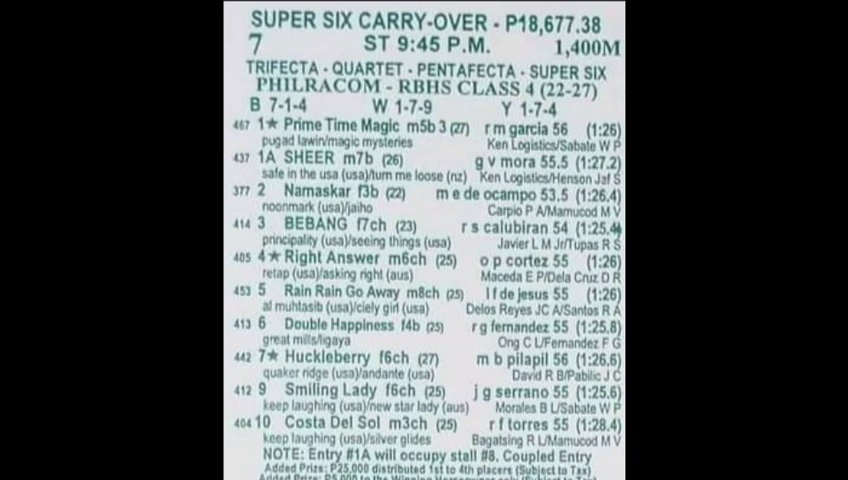 SUPER SIX CARRY-OVER - P18,677.38
7 ST 9:45 P.M. 1,400M
TRIFECTA - QUARTET - PENTAFECTA - SUPER SIX
PHILRACOM - RBHS CLASS 4 (22-27)
B 7-1-4 W 1-7-9 Y 1-7-4
467 1★ Prime Time Magic m5b 3 (27) r m garcia 56 (1:26)
pugad lawin/magic mysteries Ken Logistics/Sabate W P
437 1A SHEER m7b (26) g v mora 55.5 (1:27.2)
safe in the usa (usa)/turn me loose (nz) Ken Logistics/Henson Jaf S
377 2 Namaskar f3b (22) m e de ocampo 53.5 (1:26.4)
noonmark (usa)/jaiho Carpio P A/Mamucod M V
414 3 BEBANG f7ch (23) r s calubiran 54 (1:25.4)
principality (usa)/seeing things (usa) Javier L M Jr/Tupas R S
405 4★ Right Answer m6ch (25) o p cortez 55 (1:26)
retap (usa)/asking right (aus) Maceda E P/Dela Cruz D R
453 5 Rain Rain Go Away m8ch (25) l f de jesus 55 (1:26)
al muhtasib (usa)/ciely girl (usa) Delos Reyes JC A/Santos R A
413 6 Double Happiness f4b (25) r g fernandez 55 (1:25.8)
great mills/ligaya Ong C L/Fernandez F G
442 7★ Huckleberry f6ch (27) m b pilapil 56 (1:26.6)
quaker ridge (usa)/andante (usa) David R B/Pabilic J C
412 9 Smiling Lady f6ch (25) j g serrano 55 (1:25.6)
keep laughing (usa)/new star lady (aus) Morales B L/Sabate W P
404 10 Costa Del Sol m3ch (25) r f torres 55 (1:28.4)
keep laughing (usa)/silver glides Bagatsing R L/Mamucod M V
NOTE: Entry #1A will occupy stall #8. Coupled Entry
Added Prize: P25,000 distributed 1st to 4th placers (Subject to Tax)
Added Prize: P5,000 to the Winning